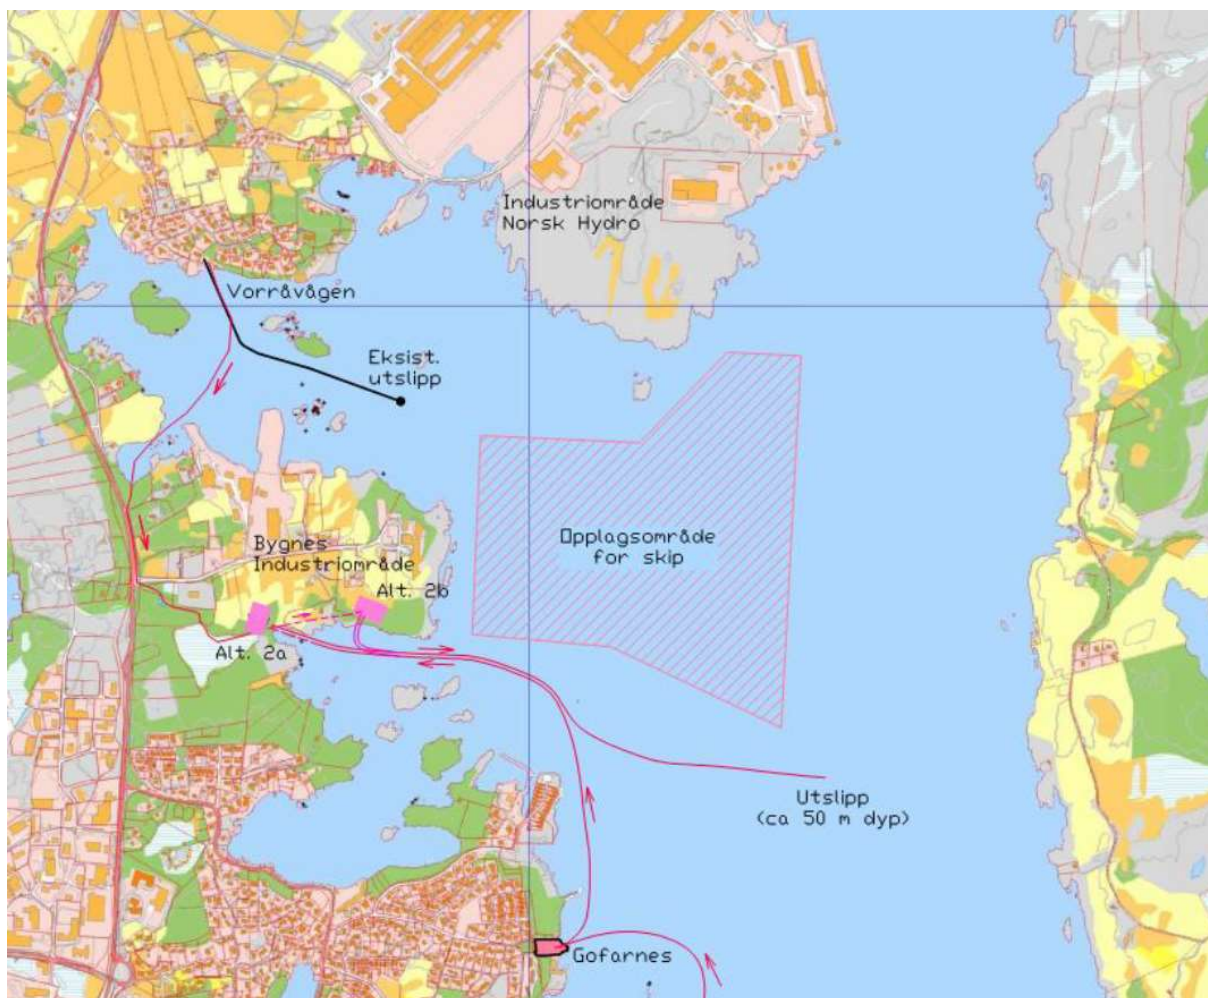 Industriområde
Norsk Hydro
Vorråvågen
Eksist.
utslipp
Opplagsområde
for skip
Bygnes
Industriområde
Alt. 2b
Alt. 2a
Utslipp
(ca 50 m dyp)
Gofarnes